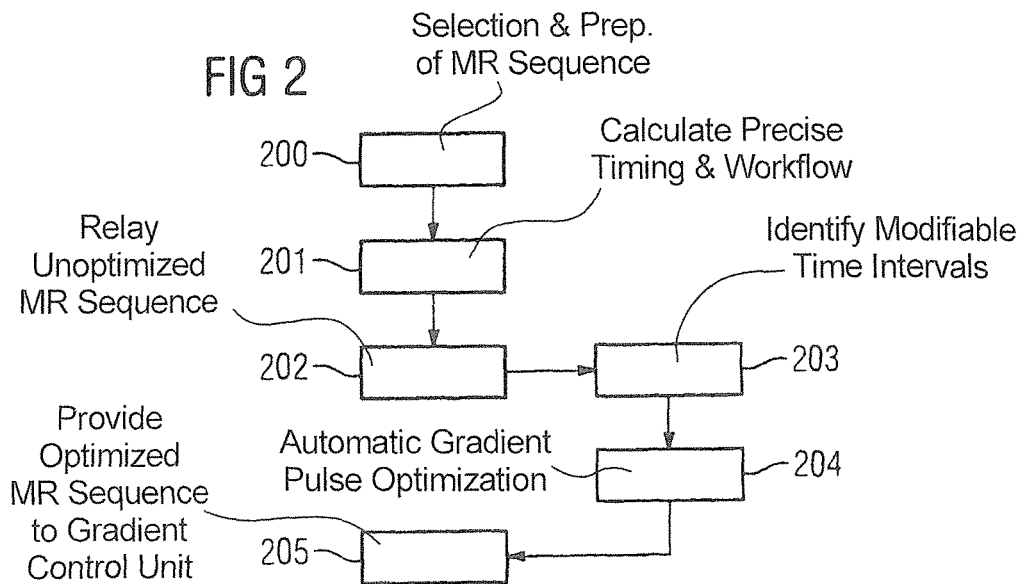 FIG 2
Selection & Prep.
of MR Sequence
200
Calculate Precise
Timing & Workflow
Relay
Unoptimized
MR Sequence
201
Identify Modifiable
Time Intervals
202
203
Provide
Optimized
MR Sequence
to Gradient
Control Unit
Automatic Gradient
Pulse Optimization
204
205